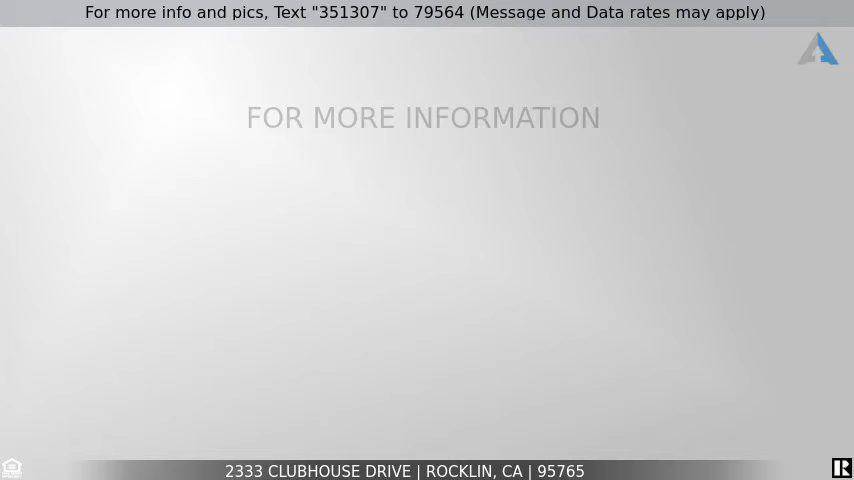 For more info and pics, Text "351307" to 79564 (Message and Data rates may apply)
FOR MORE INFORMATION
2333 CLUBHOUSE DRIVE | ROCKLIN, CA | 95765